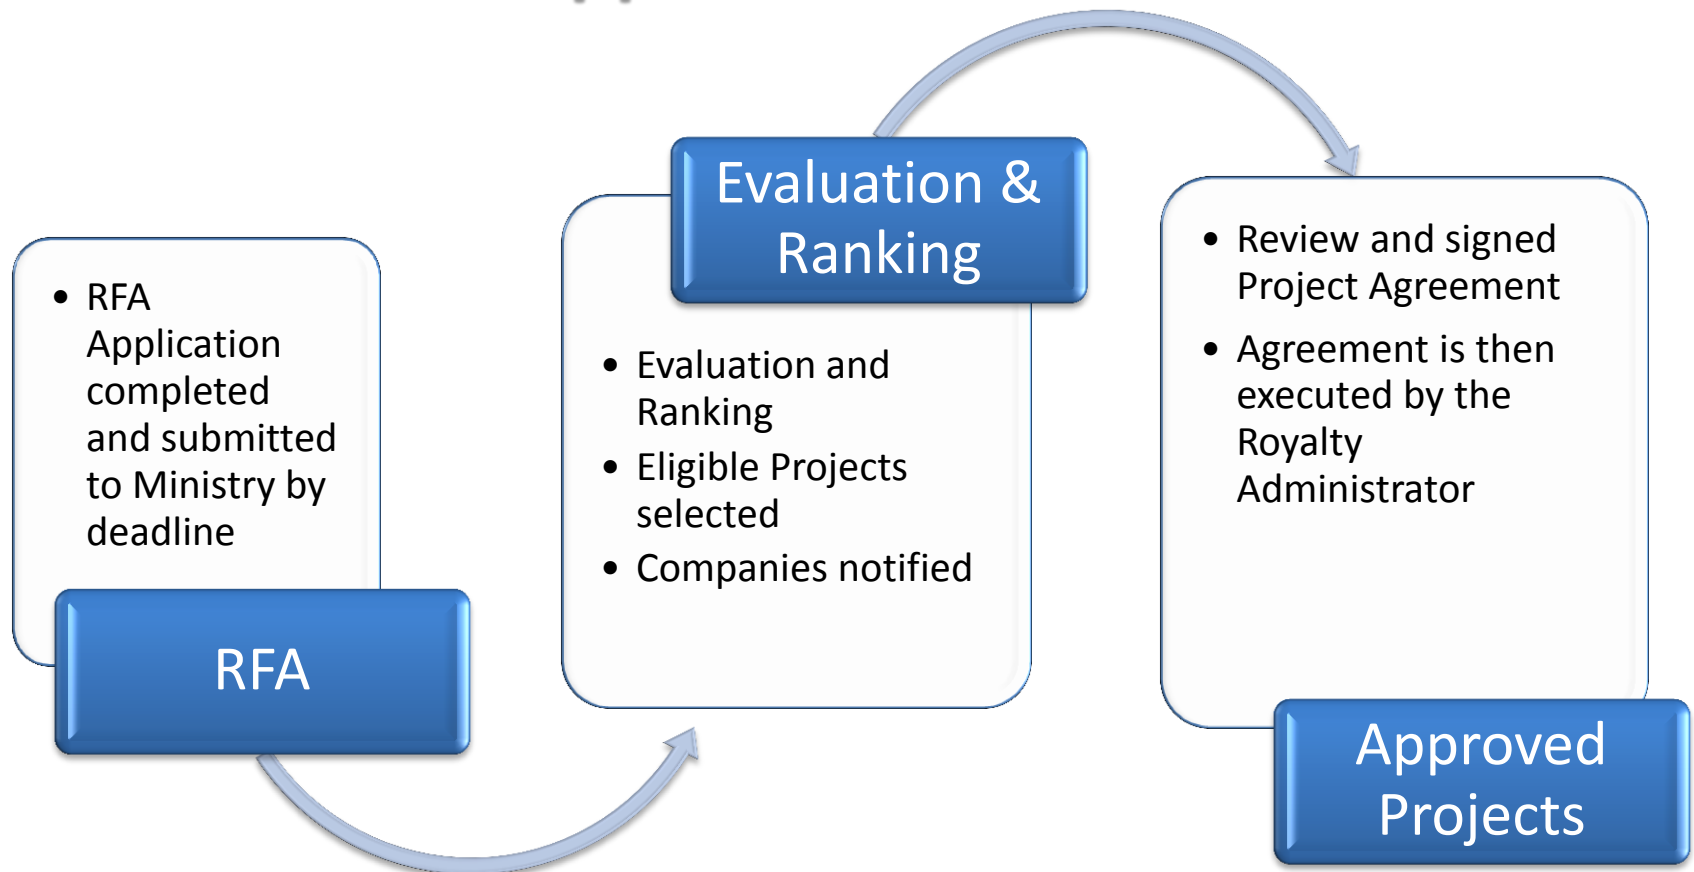 • RFA
Application
completed
and submitted
to Ministry by
deadline
RFA
Evaluation &
Ranking
• Evaluation and
Ranking
• Eligible Projects
selected
• Companies notified
• Review and signed
Project Agreement
• Agreement is then
executed by the
Royalty
Administrator
Approved
Projects